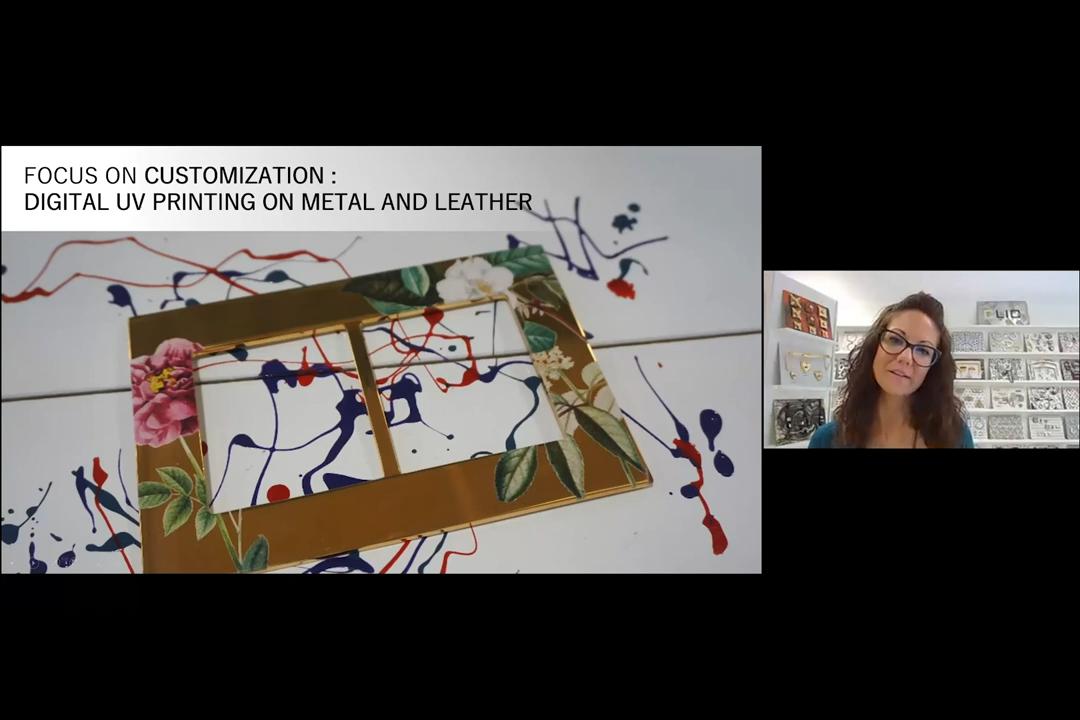 FOCUS ON CUSTOMIZATION :
DIGITAL UV PRINTING ON METAL AND LEATHER